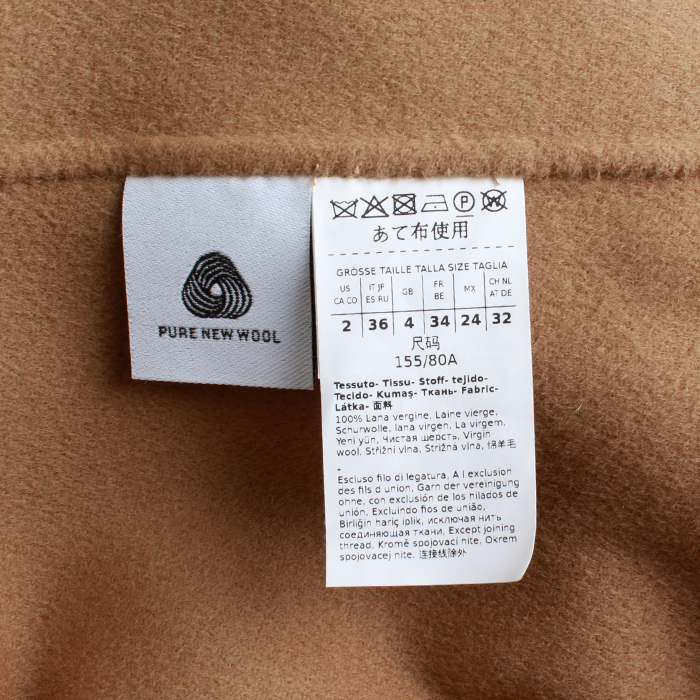 PURE NEW WOOL
P
W
あて布使用
GRÖSSE TAILLE TALLA SIZE TAGLIA
US CA CO
IT JP ES RU
GB
FR BE
MX
CH NL AT DE
2 36 4 34 24 32
尺码
155/80A
Tessuto- Tissu- Stoff- tejido-
Tecido- Kumaş- Ткань- Fabric-
Látka- 面料
100% Lana vergine, Laine vierge,
Schurwolle, lana virgen, La virgem,
Yeni yün, Чистая шерсть, Virgin
wool, Střižní vlna, Strižná vlna, 绵羊毛
-
Escluso filo di legatura, A l exclusion
des fils d union, Garn der vereinigung
ohne, con exclusión de los hilados de
unión, Excluindo fios de união,
Birliğin hariç iplik, исключая нить
соединяющая ткани, Except joining
thread, Kromě spojovací nite, Okrem
spojovacej nite, 连接线除外